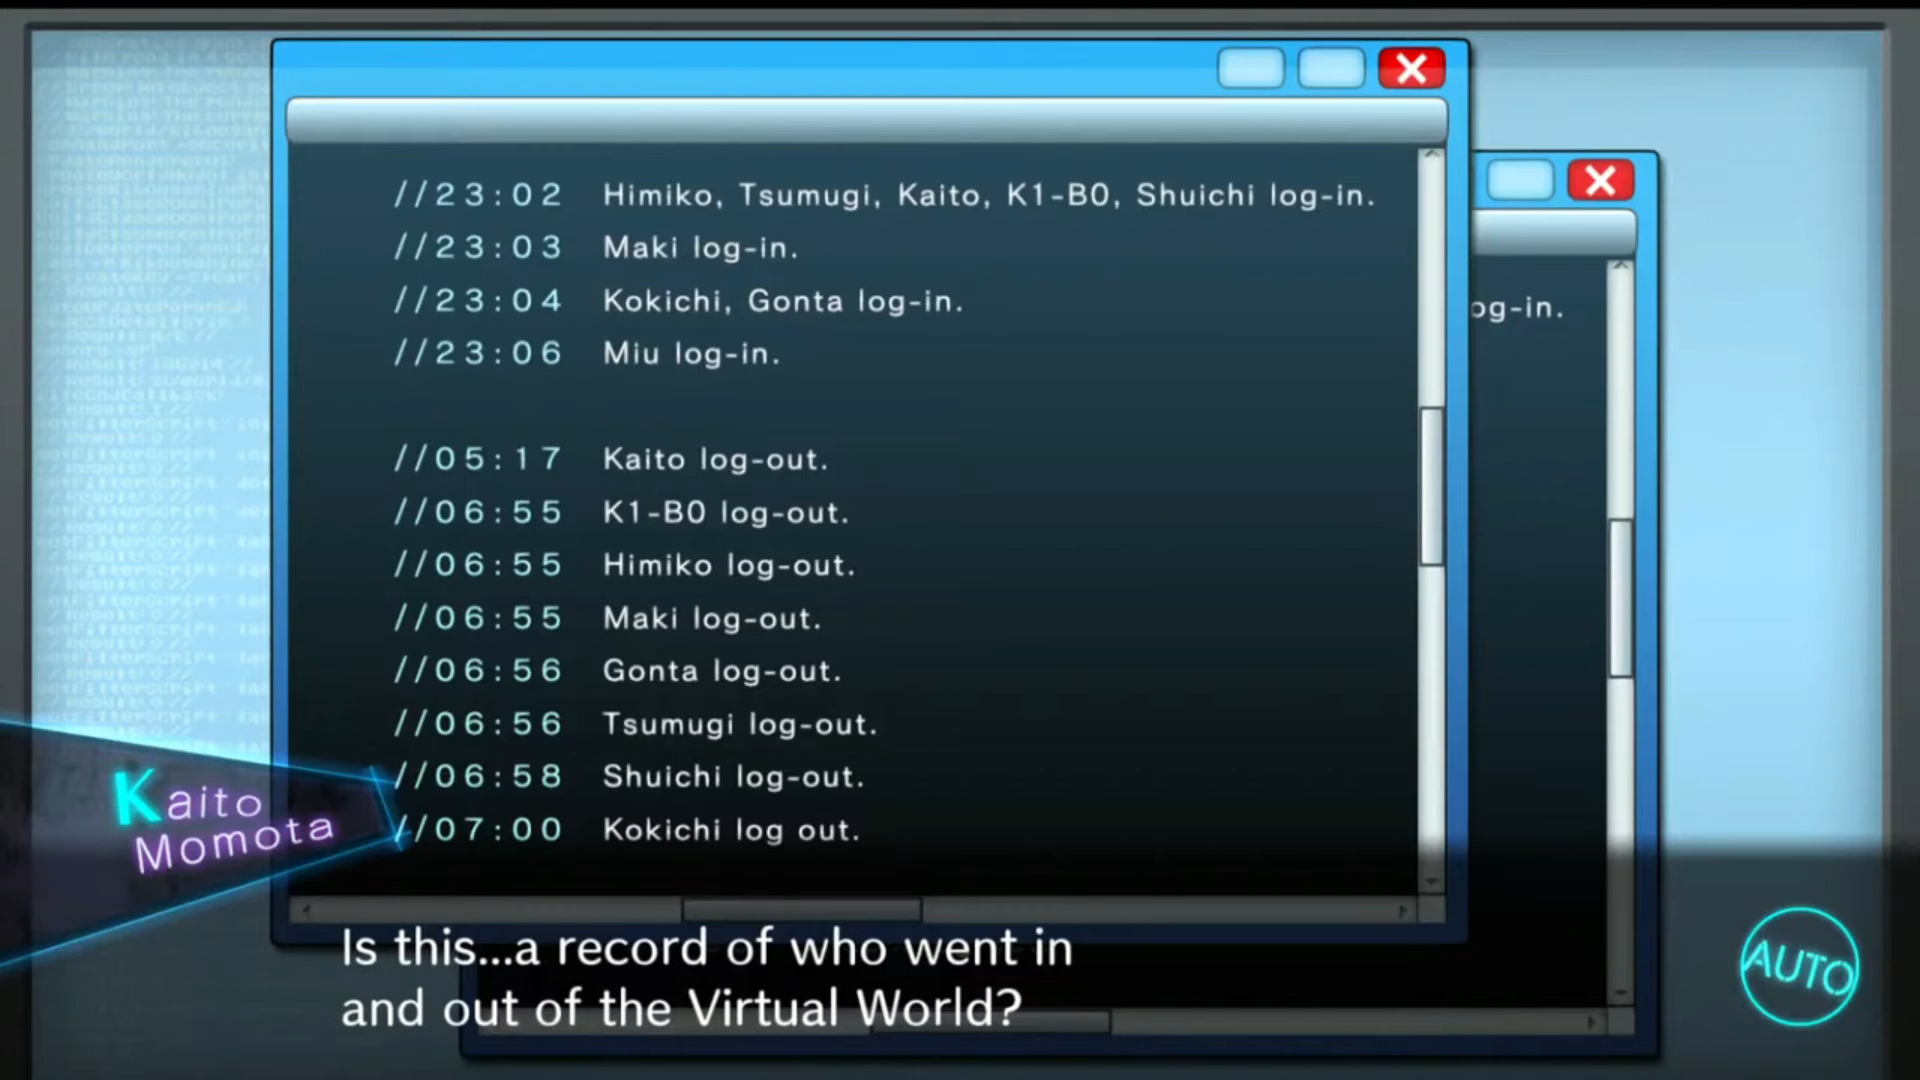 //23:02 Himiko, Tsumugi, Kaito, K1-B0, Shuichi log-in.
//23:03 Maki log-in.
//23:04 Kokichi, Gonta log-in.
//23:06 Miu log-in.
og-in.
//05:17 Kaito log-out.
//06:55 K1-B0 log-out.
//06:55 Himiko log-out.
//06:55 Maki log-out.
//06:56 Gonta log-out.
//06:56 Tsumugi log-out.
//06:58 Shuichi log-out.
//07:00 Kokichi log out.
Kaito
Momota
Is this...a record of who went in
and out of the Virtual World?
AUTO